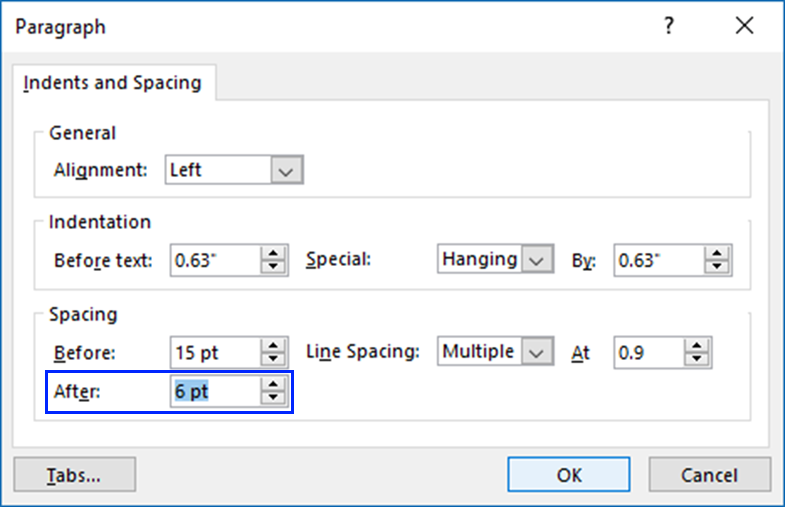 Paragraph ?
Indents and Spacing
General
Alignment: Left
Indentation
Before text: 0.63" Special: Hanging By: 0.63"
Spacing
Before: 15 pt Line Spacing: Multiple At 0.9
After: 6 pt
Tabs... OK Cancel